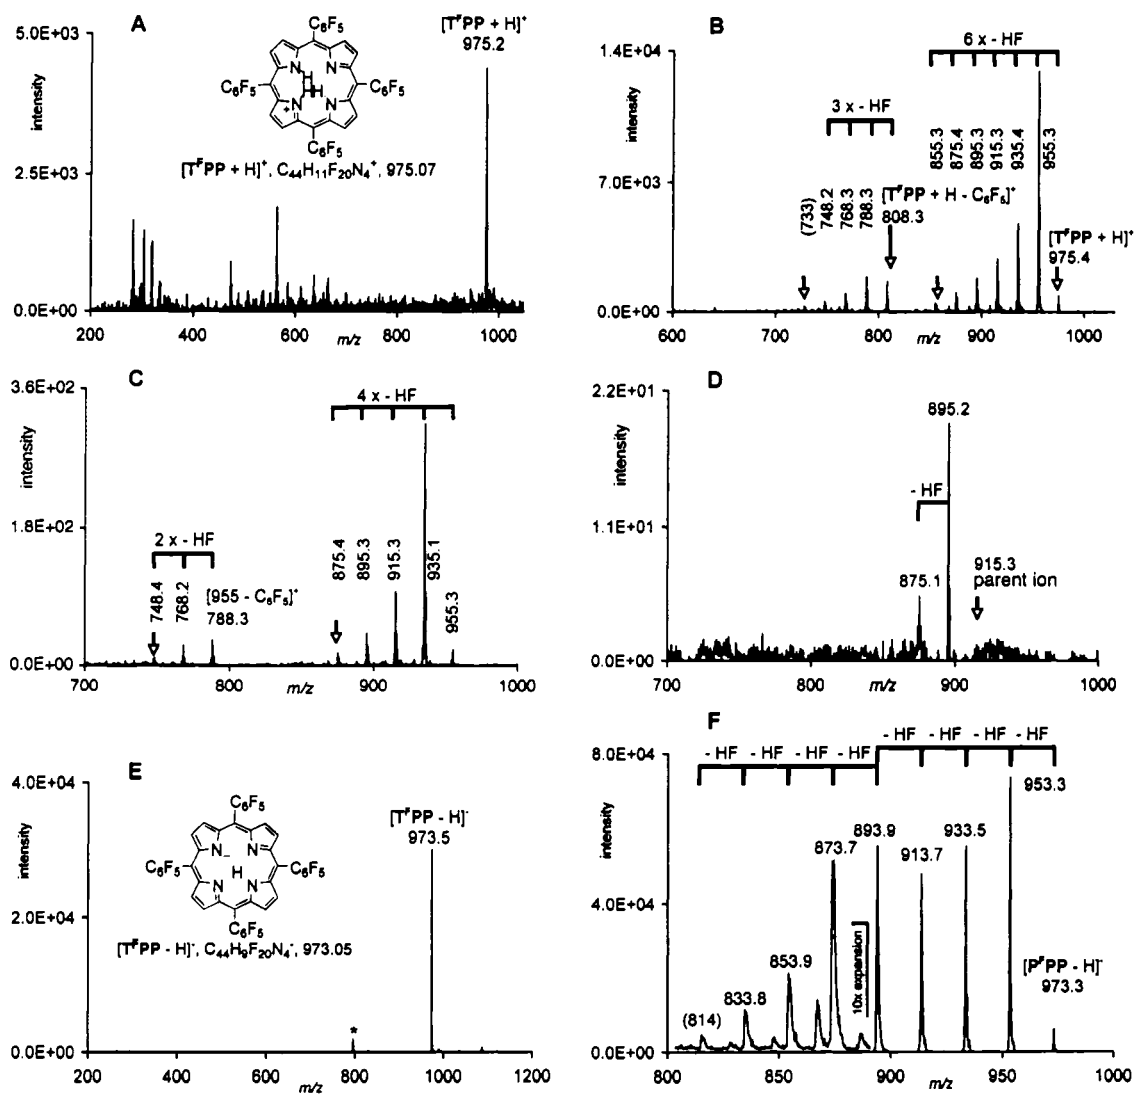 A
5.0E+03
2.5E+03
0.0E+00
intensity
200
400
600
800
1000
m/z
C₆F₅
C₆F₅
C₆F₅
C₆F₅
N
N
H
H
H
N
N
+
[TᶠPP + H]⁺
975.2
[TᶠPP + H]⁺, C₄₄H₁₁F₂₀N₄⁺, 975.07
B
1.4E+04
7.0E+03
0.0E+00
intensity
600
700
800
900
1000
m/z
6 x - HF
3 x - HF
(733)
748.2
768.3
788.3
[TᶠPP + H - C₆F₅]⁺
808.3
855.3
875.4
895.3
915.3
935.4
955.3
[TᶠPP + H]⁺
975.4
C
3.6E+02
1.8E+02
0.0E+00
intensity
700
800
900
1000
m/z
4 x - HF
2 x - HF
748.4
768.2
[955 - C₆F₅]⁺
788.3
875.4
895.3
915.3
935.1
955.3
D
2.2E+01
1.1E+01
0.0E+00
intensity
700
800
900
1000
m/z
895.2
- HF
875.1
915.3
parent ion
E
4.0E+04
2.0E+04
0.0E+00
intensity
0
200
400
600
800
1000
1200
m/z
C₆F₅
C₆F₅
C₆F₅
C₆F₅
N
−
N
H
N
N
[TᶠPP - H]⁻
973.5
[TᶠPP - H]⁻, C₄₄H₉F₂₀N₄⁻, 973.05
*
F
8.0E+04
4.0E+04
0.0E+00
intensity
800
850
900
950
1000
m/z
- HF - HF - HF - HF
- HF - HF - HF - HF
953.3
933.5
913.7
893.9
873.7
853.9
833.8
(814)
10x expansion
[PᶠPP - H]⁻
973.3